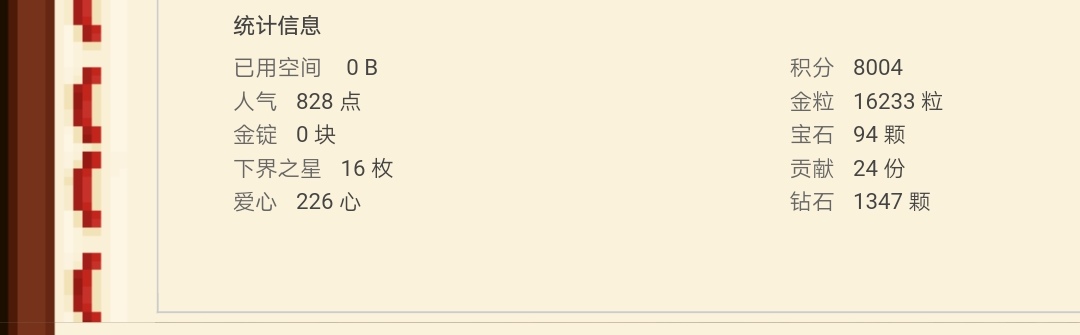 统计信息
已用空间 0 B 积分 8004
人气 828 点 金粒 16233 粒
金锭 0 块 宝石 94 颗
下界之星 16 枚 贡献 24 份
爱心 226 心 钻石 1347 颗